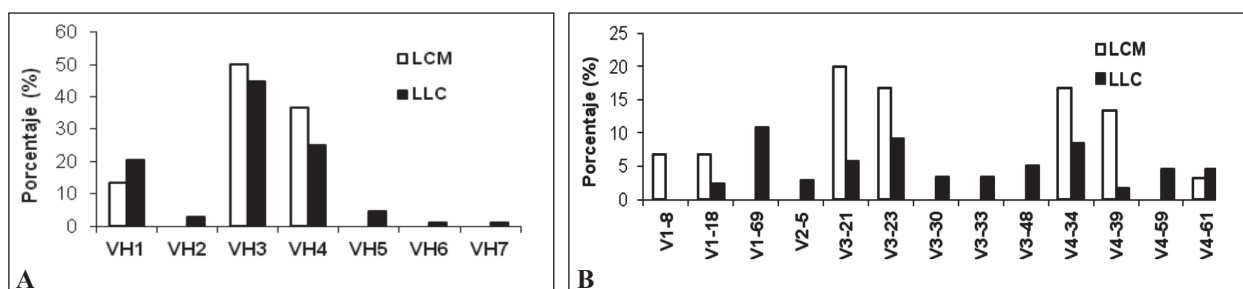 Porcentaje (%)
60
50
40
30
20
10
0
LCM
LLC
VH1 VH2 VH3 VH4 VH5 VH6 VH7
A
Porcentaje (%)
25
20
15
10
5
0
LCM
LLC
V1-8 V1-18 V1-69 V2-5 V3-21 V3-23 V3-30 V3-33 V3-48 V4-34 V4-39 V4-59 V4-61
B